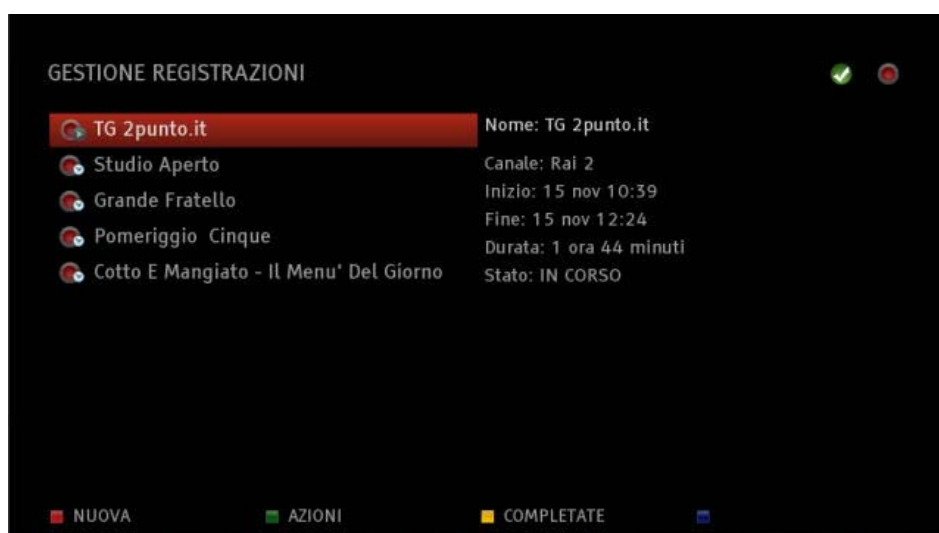 GESTIONE REGISTRAZIONI
TG 2punto.it
Studio Aperto
Grande Fratello
Pomeriggio  Cinque
Cotto E Mangiato - Il Menu' Del Giorno
Nome: TG 2punto.it
Canale: Rai 2
Inizio: 15 nov 10:39
Fine: 15 nov 12:24
Durata: 1 ora 44 minuti
Stato: IN CORSO
NUOVA
AZIONI
COMPLETATE